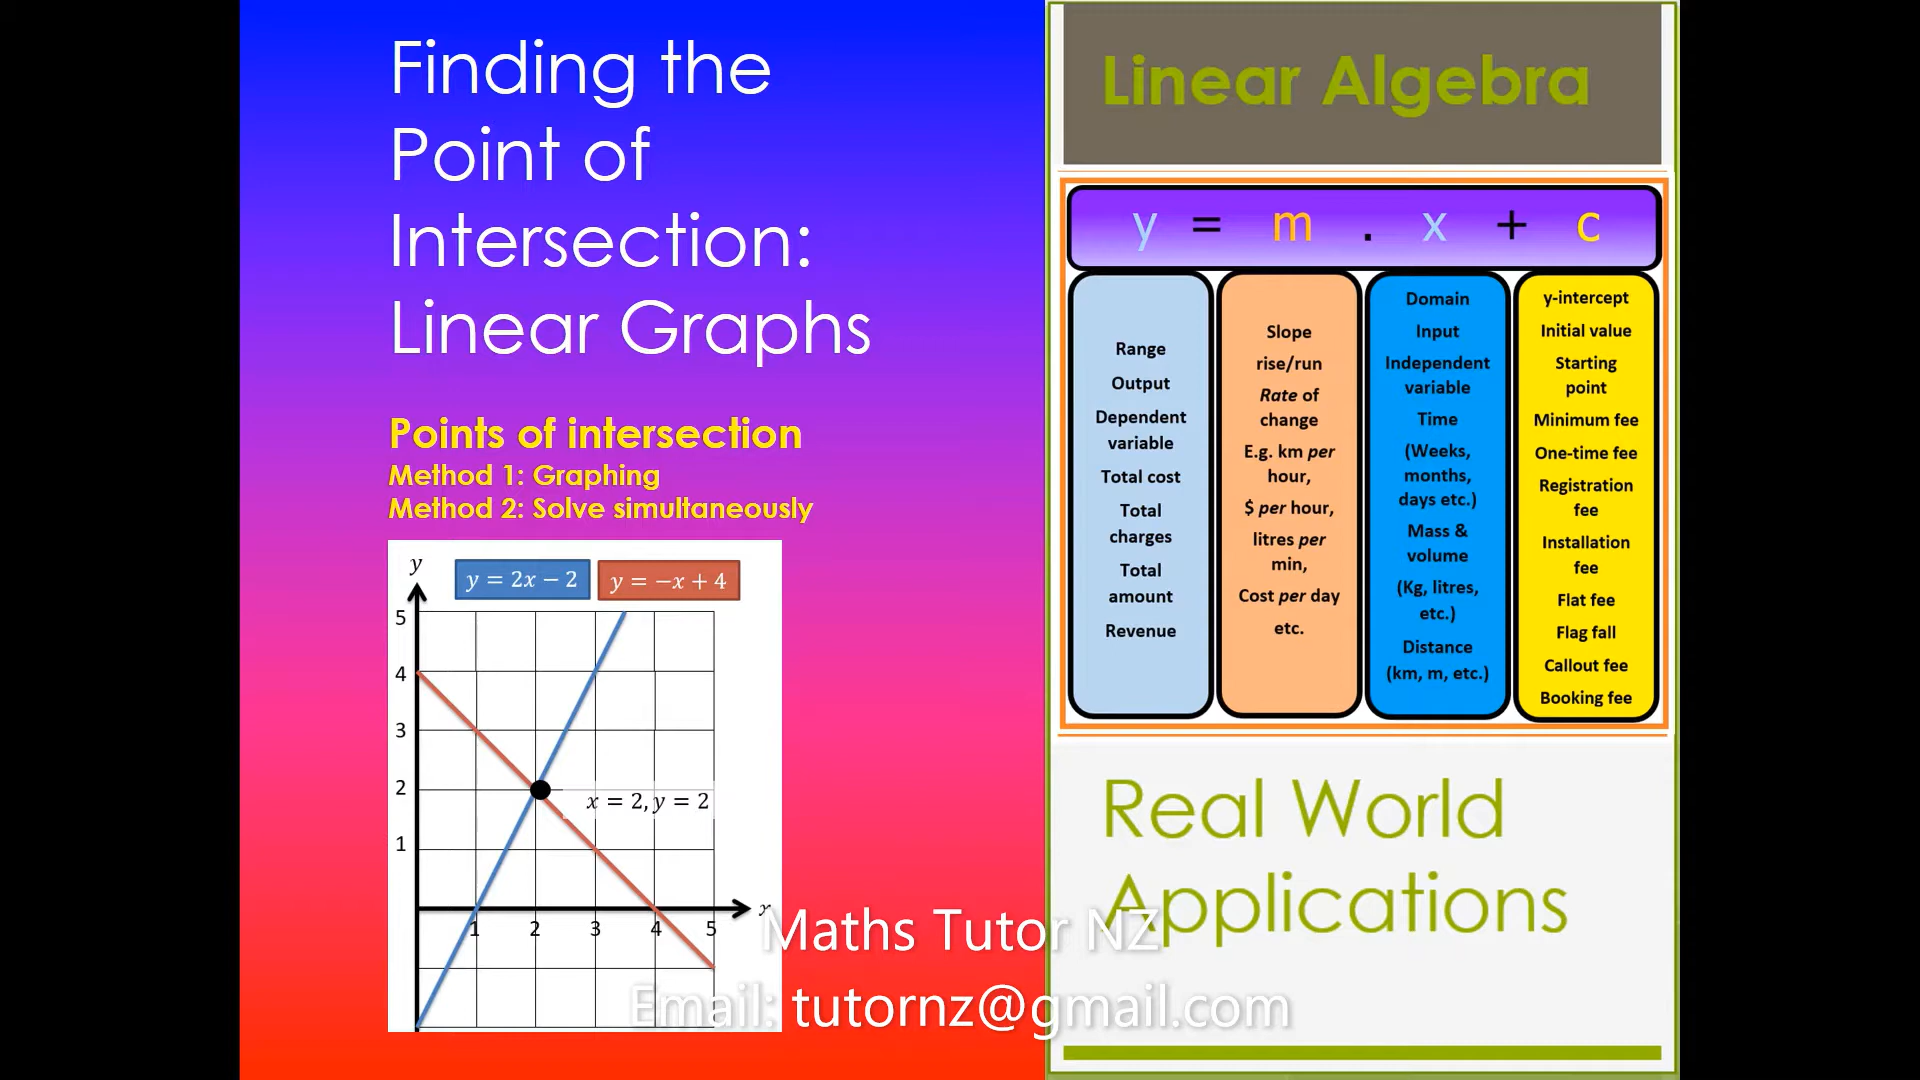 Finding the
Point of
Intersection:
Linear Graphs
Points of intersection
Method 1: Graphing
Method 2: Solve simultaneously
y
y = 2x − 2
y = −x + 4
5
4
3
2
1
x = 2, y = 2
1
2
3
4
5
x
Linear Algebra
y = m . x + c
Range
Output
Dependent
variable
Total cost
Total
charges
Total
amount
Revenue
Slope
rise/run
Rate of
change
E.g. km per
hour,
$ per hour,
litres per
min,
Cost per day
etc.
Domain
Input
Independent
variable
Time
(Weeks,
months,
days etc.)
Mass &
volume
(Kg, litres,
etc.)
Distance
(km, m, etc.)
y-intercept
Initial value
Starting
point
Minimum fee
One-time fee
Registration
fee
Installation
fee
Flat fee
Flag fall
Callout fee
Booking fee
Real World
Applications
Maths Tutor NZ
Email: tutornz@gmail.com